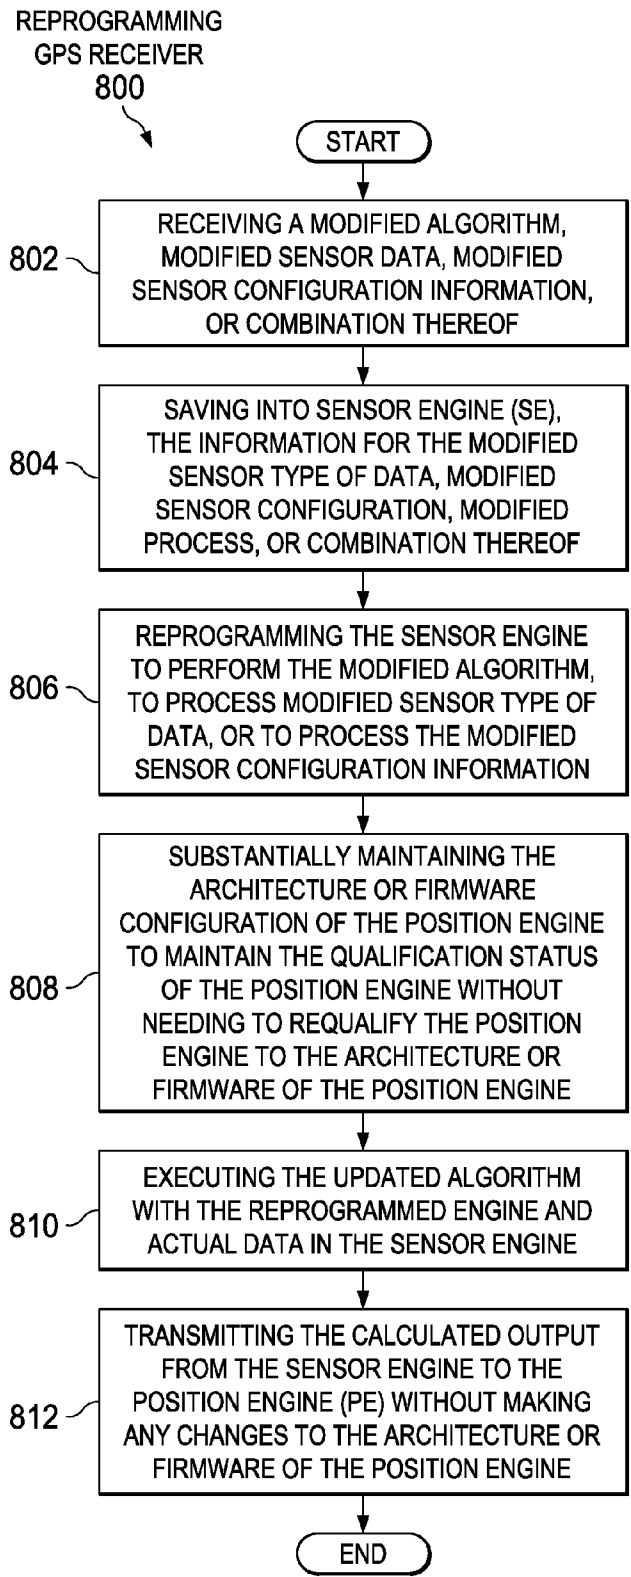 REPROGRAMMING
GPS RECEIVER
800
START
802
RECEIVING A MODIFIED ALGORITHM,
MODIFIED SENSOR DATA, MODIFIED
SENSOR CONFIGURATION INFORMATION,
OR COMBINATION THEREOF
804
SAVING INTO SENSOR ENGINE (SE),
THE INFORMATION FOR THE MODIFIED
SENSOR TYPE OF DATA, MODIFIED
SENSOR CONFIGURATION, MODIFIED
PROCESS, OR COMBINATION THEREOF
806
REPROGRAMMING THE SENSOR ENGINE
TO PERFORM THE MODIFIED ALGORITHM,
TO PROCESS MODIFIED SENSOR TYPE OF
DATA, OR TO PROCESS THE MODIFIED
SENSOR CONFIGURATION INFORMATION
808
SUBSTANTIALLY MAINTAINING THE
ARCHITECTURE OR FIRMWARE
CONFIGURATION OF THE POSITION ENGINE
TO MAINTAIN THE QUALIFICATION STATUS
OF THE POSITION ENGINE WITHOUT
NEEDING TO REQUALIFY THE POSITION
ENGINE TO THE ARCHITECTURE OR
FIRMWARE OF THE POSITION ENGINE
810
EXECUTING THE UPDATED ALGORITHM
WITH THE REPROGRAMMED ENGINE AND
ACTUAL DATA IN THE SENSOR ENGINE
812
TRANSMITTING THE CALCULATED OUTPUT
FROM THE SENSOR ENGINE TO THE
POSITION ENGINE (PE) WITHOUT MAKING
ANY CHANGES TO THE ARCHITECTURE OR
FIRMWARE OF THE POSITION ENGINE
END